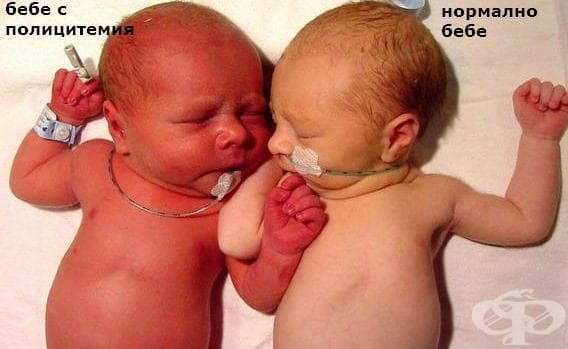 бебе с
полицитемия
нормално
бебе